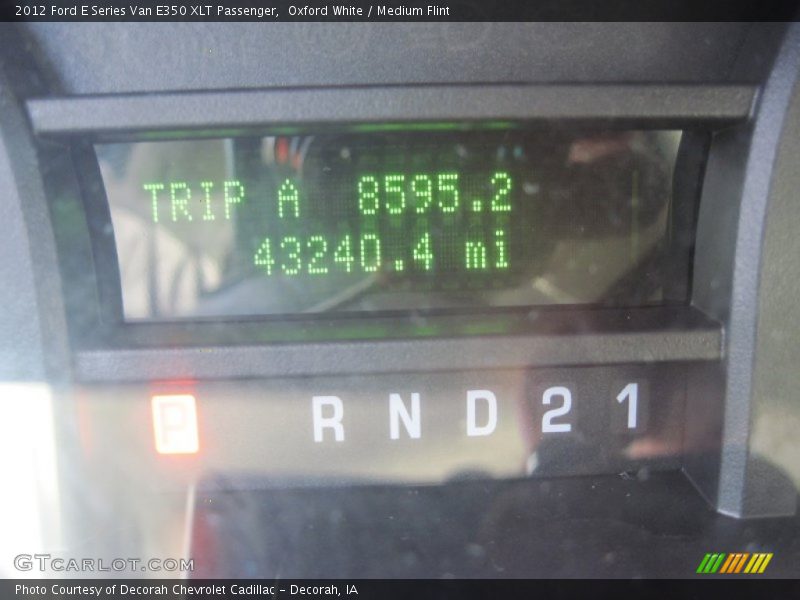 2012 Ford E Series Van E350 XLT Passenger,  Oxford White / Medium Flint
TRIP A 8595.2
43240.4 mi
P R N D 2 1
GTCARLOT.COM
Photo Courtesy of Decorah Chevrolet Cadillac – Decorah, IA